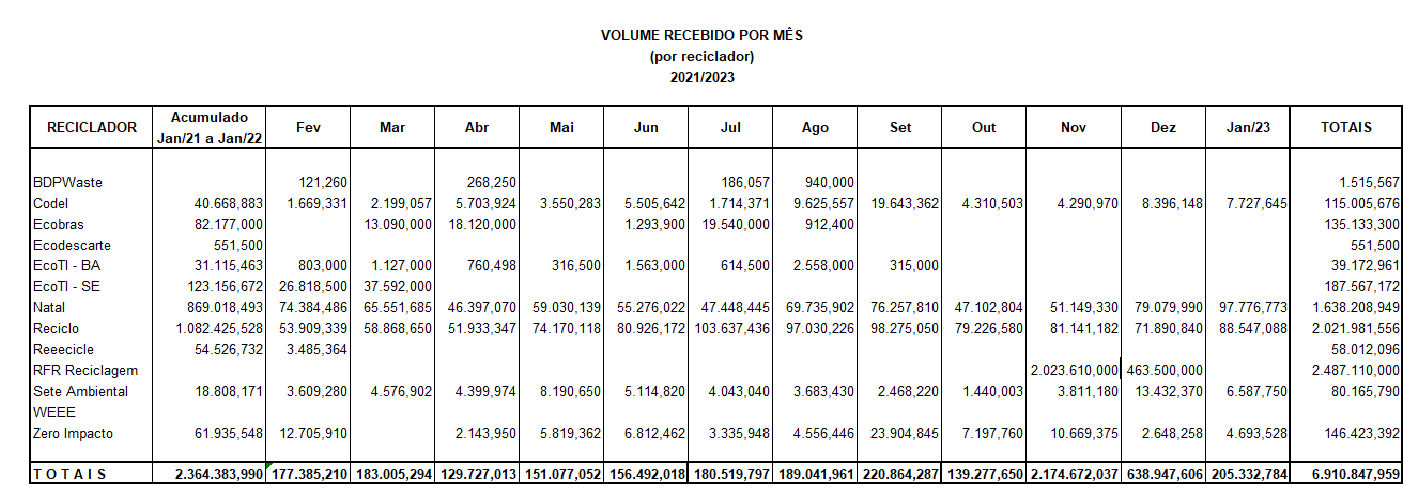 VOLUME RECEBIDO POR MÊS
(por reciclador)
2021/2023
RECICLADOR Acumulado Jan/21 a Jan/22 Fev Mar Abr Mai Jun Jul Ago Set Out Nov Dez Jan/23 TOTAIS
BDPWaste 121,260 268,250 186,057 940,000 1.515,567
Codel 40.668,883 1.669,331 2.199,057 5.703,924 3.550,283 5.505,642 1.714,371 9.625,557 19.643,362 4.310,503 4.290,970 8.396,148 7.727,645 115.005,676
Ecobras 82.177,000 13.090,000 18.120,000 1.293,900 19.540,000 912,400 135.133,300
Ecodescarte 551,500 551,500
EcoTI - BA 31.115,463 803,000 1.127,000 760,498 316,500 1.563,000 614,500 2.558,000 315,000 39.172,961
EcoTI - SE 123.156,672 26.818,500 37.592,000 187.567,172
Natal 869.018,493 74.384,486 65.551,685 46.397,070 59.030,139 55.276,022 47.448,445 69.735,902 76.257,810 47.102,804 51.149,330 79.079,990 97.776,773 1.638.208,949
Reciclo 1.082.425,528 53.909,339 58.868,650 51.933,347 74.170,118 80.926,172 103.637,436 97.030,226 98.275,050 79.226,580 81.141,182 71.890,840 88.547,088 2.021.981,556
Reeecicle 54.526,732 3.485,364 58.012,096
RFR Reciclagem 2.023.610,000 463.500,000 2.487.110,000
Sete Ambiental 18.808,171 3.609,280 4.576,902 4.399,974 8.190,650 5.114,820 4.043,040 3.683,430 2.468,220 1.440,003 3.811,180 13.432,370 6.587,750 80.165,790
WEEE
Zero Impacto 61.935,548 12.705,910 2.143,950 5.819,362 6.812,462 3.335,948 4.556,446 23.904,845 7.197,760 10.669,375 2.648,258 4.693,528 146.423,392
T O T A I S 2.364.383,990 177.385,210 183.005,294 129.727,013 151.077,052 156.492,018 180.519,797 189.041,961 220.864,287 139.277,650 2.174.672,037 638.947,606 205.332,784 6.910.847,959